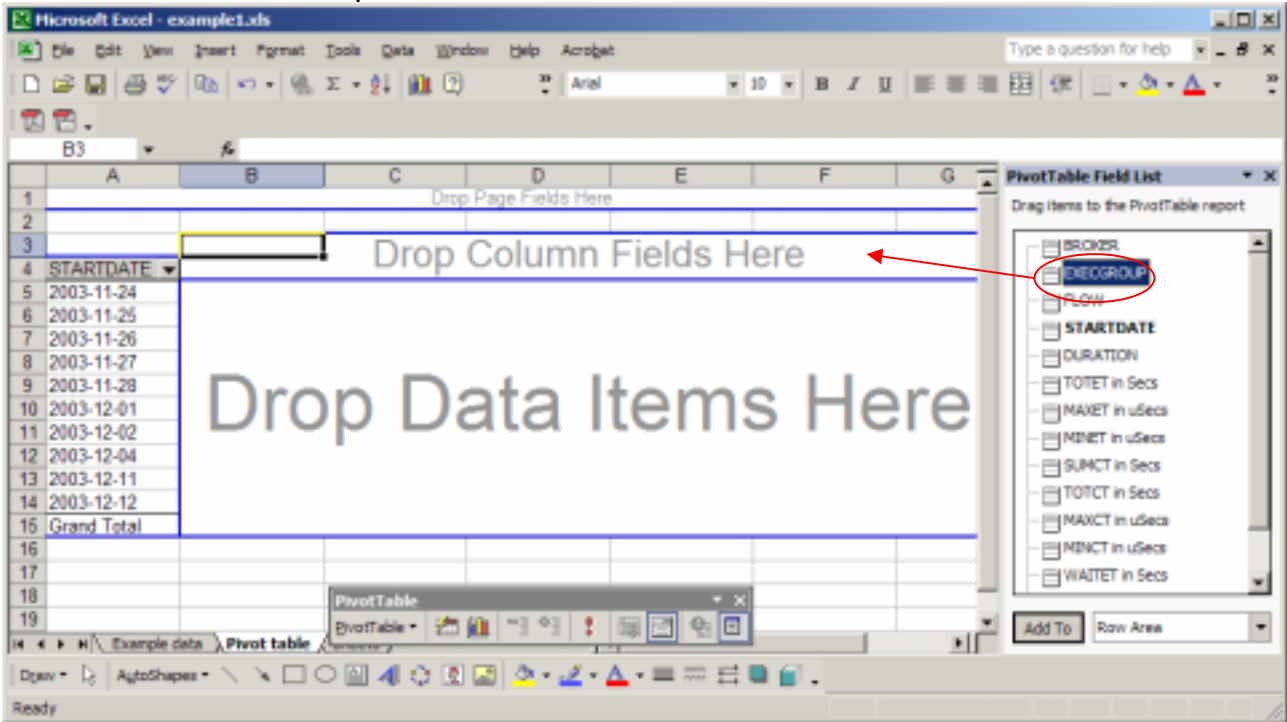 Microsoft Excel - example1.xls
File Edit View Insert Format Tools Data Window Help Acrobat Type a question for help
Arial 10 B I U
B3 fx
A B C D E F G
1 Drop Page Fields Here
2
3 Drop Column Fields Here
4 STARTDATE
5 2003-11-24
6 2003-11-25
7 2003-11-26
8 2003-11-27
9 2003-11-28
10 2003-12-01
11 2003-12-02
12 2003-12-04
13 2003-12-11
14 2003-12-12
15 Grand Total
16
17
18
19
Drop Data Items Here
PivotTable Field List
Drag items to the PivotTable report
BROKER
EXECGROUP
FLOW
STARTDATE
DURATION
TOTET in Secs
MAXET in uSecs
MINET in uSecs
SUMCT in Secs
TOTCT in Secs
MAXCT in uSecs
MINCT in uSecs
WAITET in Secs
Add To Row Area
PivotTable
PivotTable
Example data Pivot table
Draw AutoShapes
Ready